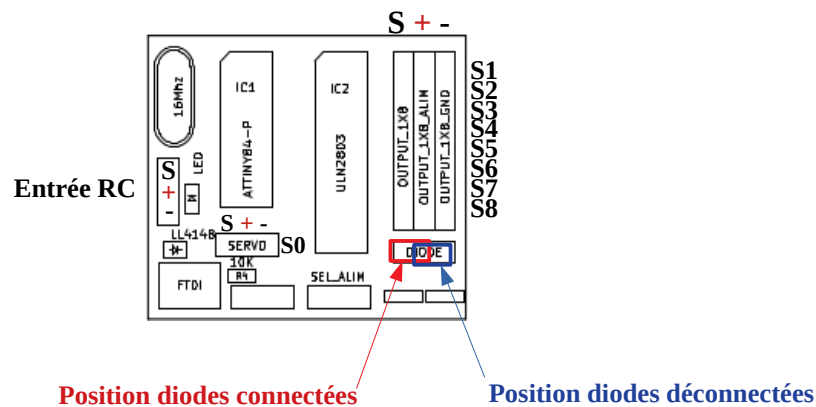 S + -
16Mhz
IC1
ATTINY84-P
IC2
ULN2803
OUTPUT_1X8
OUTPUT_1X8_ALIM
OUTPUT_1X8_GND
S1
S2
S3
S4
S5
S6
S7
S8
Entrée RC
S
+
-
LED
LL4148
S + -
SERVO
S0
10K
R4
FTDI
SEL_ALIM
DIODE
Position diodes connectées
Position diodes déconnectées